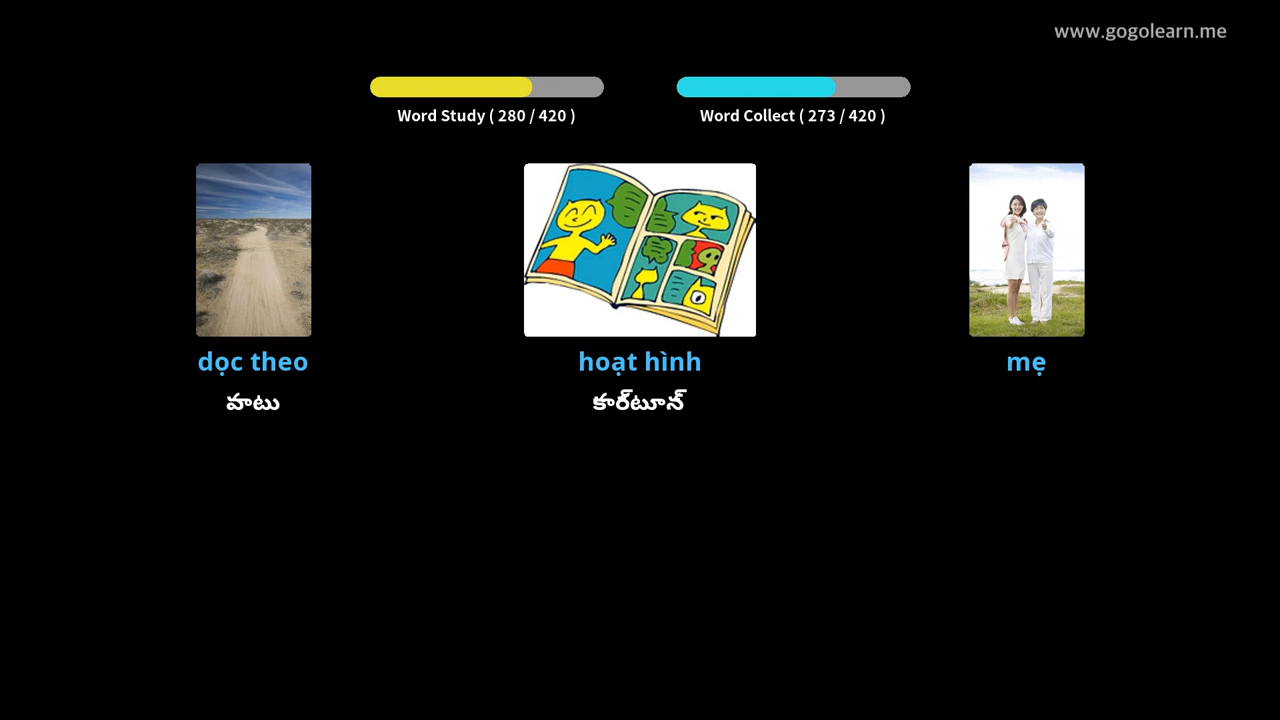 www.gogolearn.me
Word Study ( 280 / 420 )
Word Collect ( 273 / 420 )
dọc theo
hoạt hình
mẹ
పాటు
కార్‌టూన్